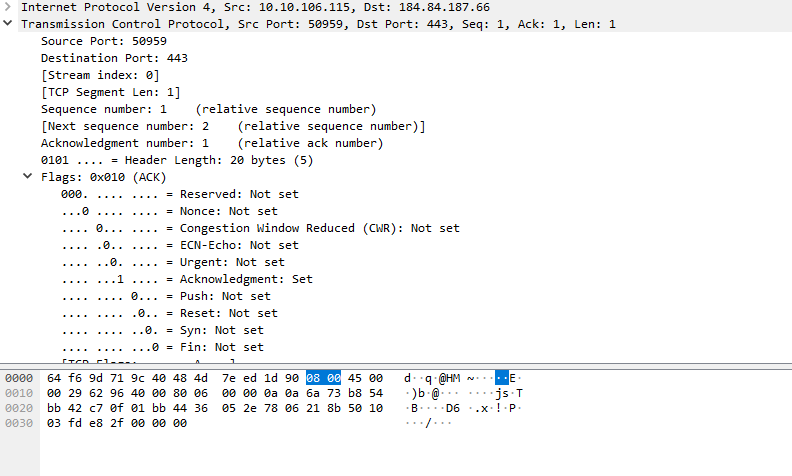 Internet Protocol Version 4, Src: 10.10.106.115, Dst: 184.84.187.66
Transmission Control Protocol, Src Port: 50959, Dst Port: 443, Seq: 1, Ack: 1, Len: 1
Source Port: 50959
Destination Port: 443
[Stream index: 0]
[TCP Segment Len: 1]
Sequence number: 1    (relative sequence number)
[Next sequence number: 2    (relative sequence number)]
Acknowledgment number: 1    (relative ack number)
0101 .... = Header Length: 20 bytes (5)
Flags: 0x010 (ACK)
000. .... .... = Reserved: Not set
...0 .... .... = Nonce: Not set
.... 0... .... = Congestion Window Reduced (CWR): Not set
.... .0.. .... = ECN-Echo: Not set
.... ..0. .... = Urgent: Not set
.... ...1 .... = Acknowledgment: Set
.... .... 0... = Push: Not set
.... .... .0.. = Reset: Not set
.... .... ..0. = Syn: Not set
.... .... ...0 = Fin: Not set
0000  64 f6 9d 71 9c 40 48 4d  7e ed 1d 90 08 00 45 00   d··q·@HM ~·····E·
0010  00 29 62 96 40 00 80 06  00 00 0a 0a 6a 73 b8 54   ·)b·@··· ····js·T
0020  bb 42 c7 0f 01 bb 44 36  05 2e 78 06 21 8b 50 10   ·B····D6 ·.x·!·P·
0030  03 fd e8 2f 00 00 00   ···/···